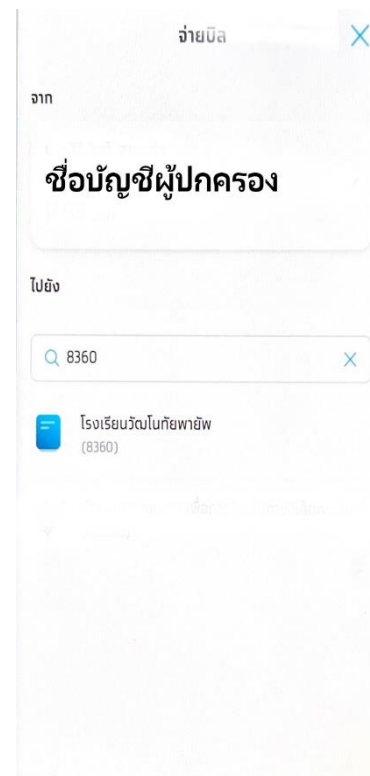 จ่ายบิล
จาก
ชื่อบัญชีผู้ปกครอง
ไปยัง
8360
โรงเรียนวัฒโนทัยพายัพ
(8360)